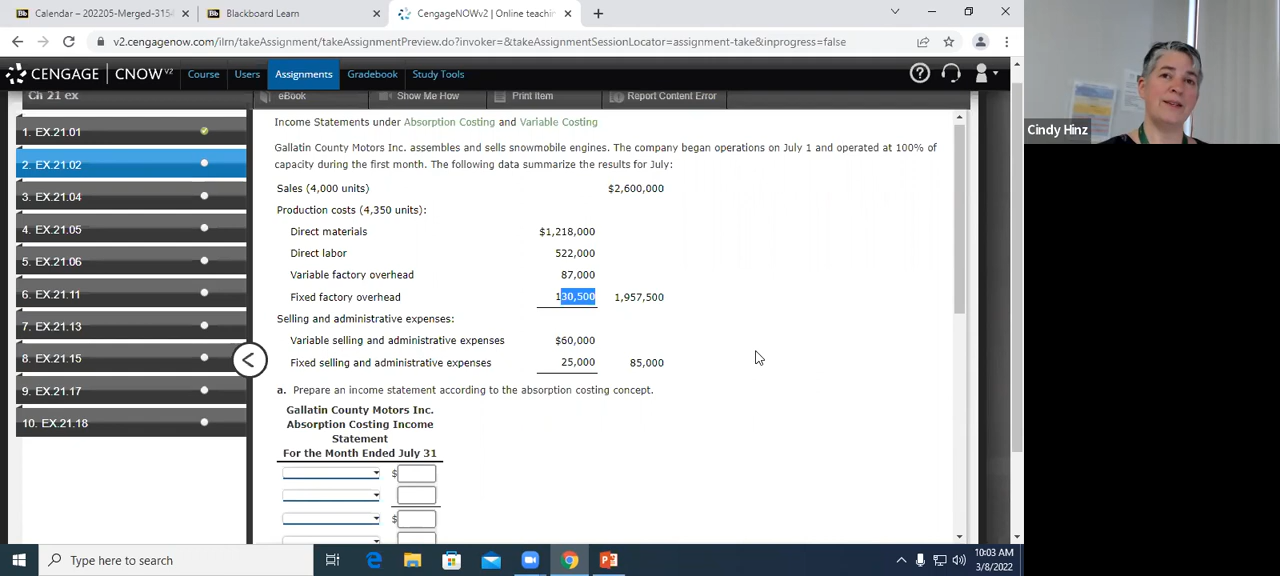 Calendar – 202205-Merged-315
Blackboard Learn
CengageNOWv2 | Online teachin
v2.cengagenow.com/ilrn/takeAssignment/takeAssignmentPreview.do?invoker=&takeAssignmentSessionLocator=assignment-take&inprogress=false
CENGAGE | CNOWv2 Course Users Assignments Gradebook Study Tools
Ch 21 ex
eBook Show Me How Print Item Report Content Error
1. EX.21.01
2. EX.21.02
3. EX.21.04
4. EX.21.05
5. EX.21.06
6. EX.21.11
7. EX.21.13
8. EX.21.15
9. EX.21.17
10. EX.21.18
Income Statements under Absorption Costing and Variable Costing
Gallatin County Motors Inc. assembles and sells snowmobile engines. The company began operations on July 1 and operated at 100% of
capacity during the first month. The following data summarize the results for July:
Sales (4,000 units) $2,600,000
Production costs (4,350 units):
Direct materials $1,218,000
Direct labor 522,000
Variable factory overhead 87,000
Fixed factory overhead 130,500 1,957,500
Selling and administrative expenses:
Variable selling and administrative expenses $60,000
Fixed selling and administrative expenses 25,000 85,000
a. Prepare an income statement according to the absorption costing concept.
Gallatin County Motors Inc.
Absorption Costing Income
Statement
For the Month Ended July 31
$
$
Cindy Hinz
Type here to search
10:03 AM
3/8/2022